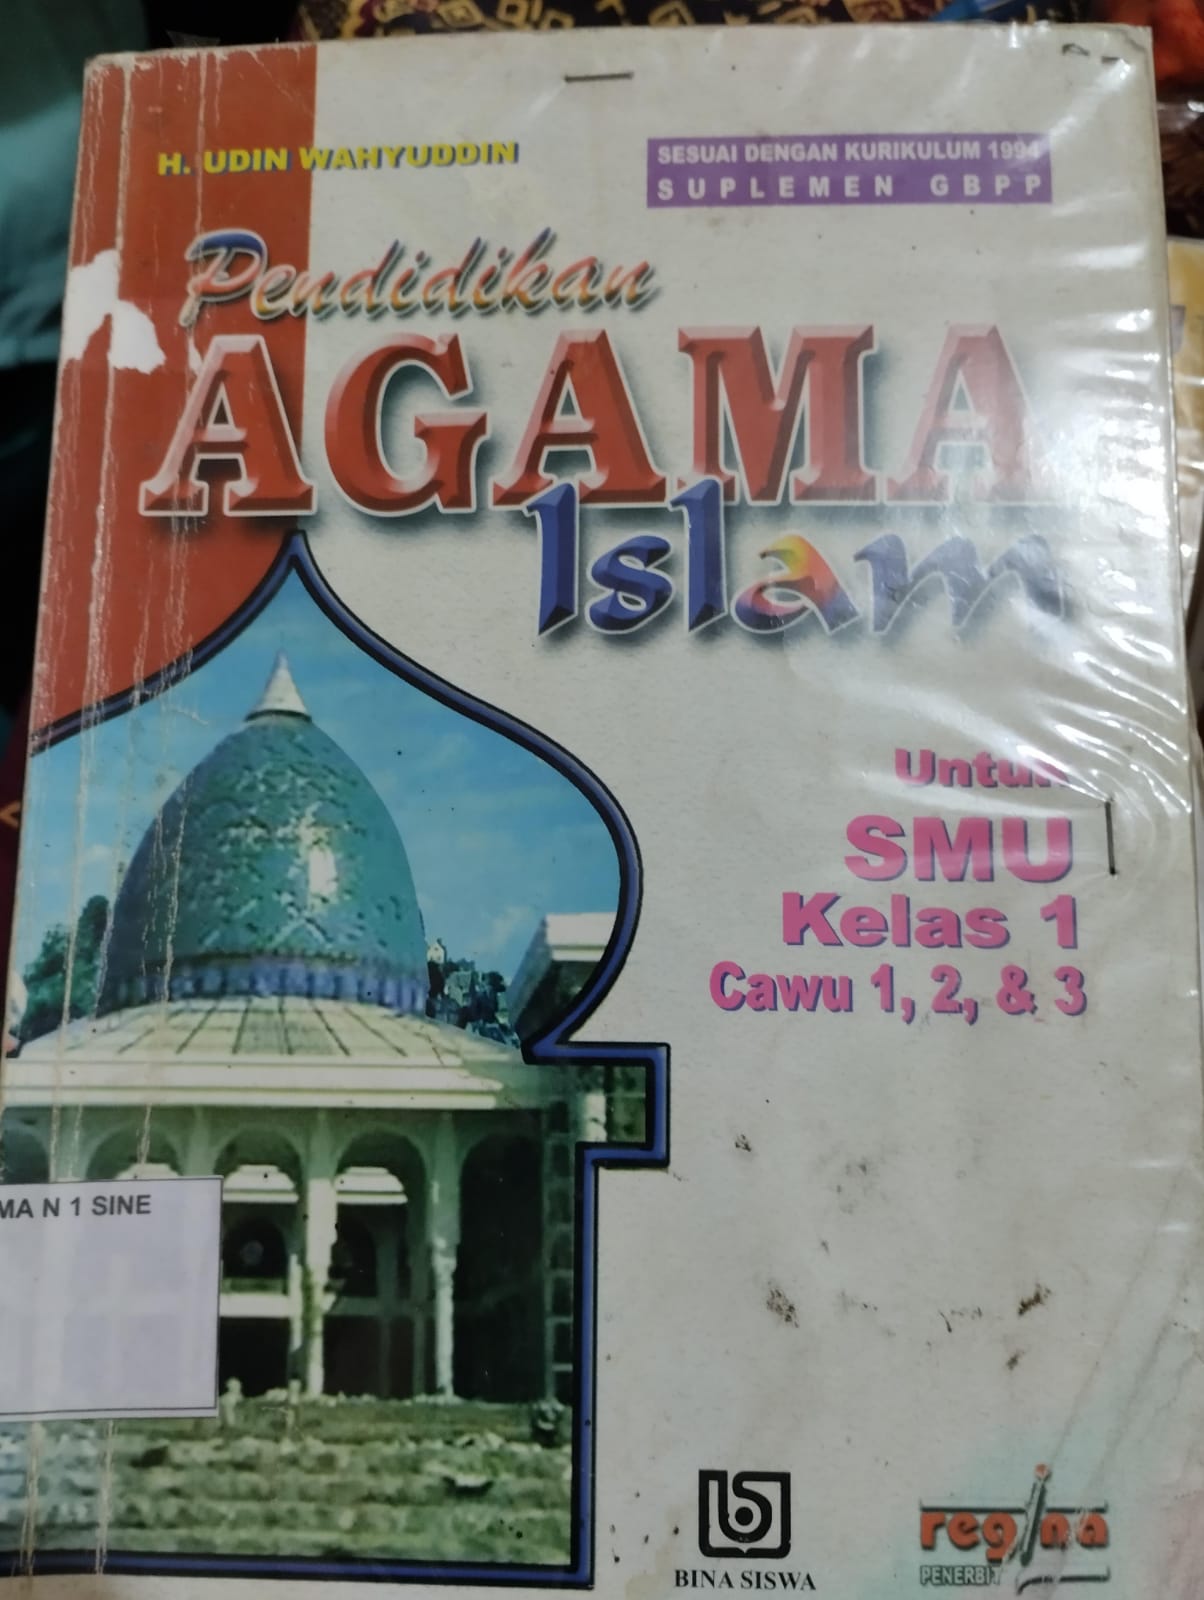 H. UDIN WAHYUDDIN
SESUAI DENGAN KURIKULUM 1994
SUPLEMEN GBPP
Pendidikan
AGAMA
Islam
Untuk
SMU
Kelas 1
Cawu 1, 2, & 3
MA N 1 SINE
BINA SISWA
regina
PENERBIT